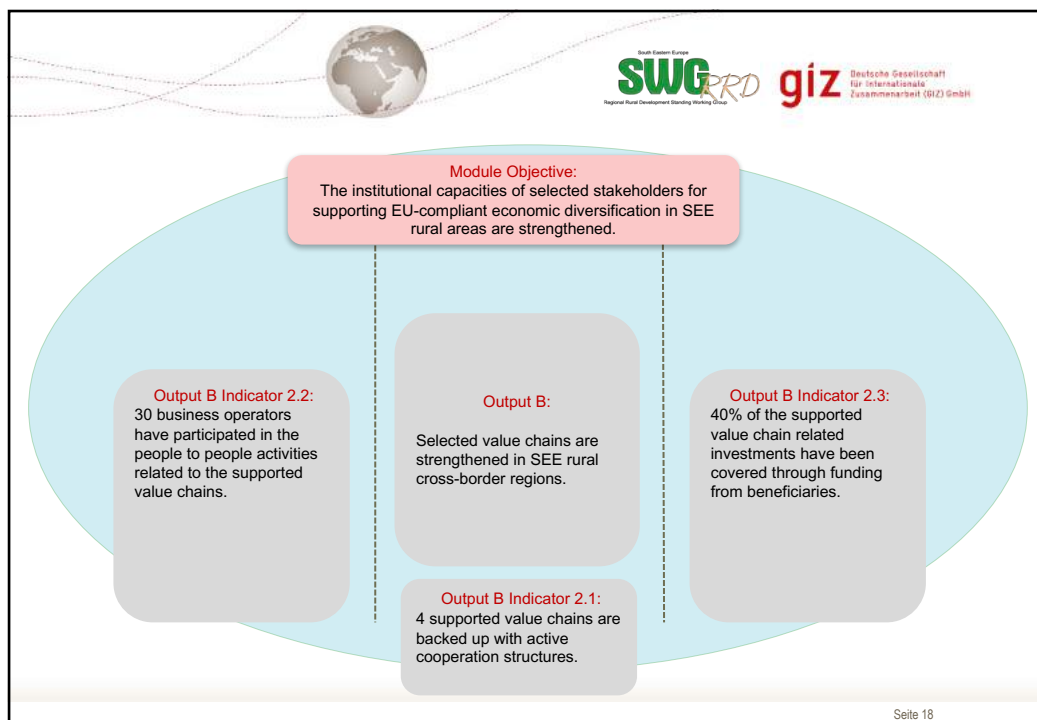 South Eastern Europe
SWG RRD
Regional Rural Development Standing Working Group
giz
Deutsche Gesellschaft
für Internationale
Zusammenarbeit (GIZ) GmbH
Module Objective:
The institutional capacities of selected stakeholders for
supporting EU-compliant economic diversification in SEE
rural areas are strengthened.
Output B Indicator 2.2:
30 business operators
have participated in the
people to people activities
related to the supported
value chains.
Output B:
Selected value chains are
strengthened in SEE rural
cross-border regions.
Output B Indicator 2.3:
40% of the supported
value chain related
investments have been
covered through funding
from beneficiaries.
Output B Indicator 2.1:
4 supported value chains are
backed up with active
cooperation structures.
Seite 18